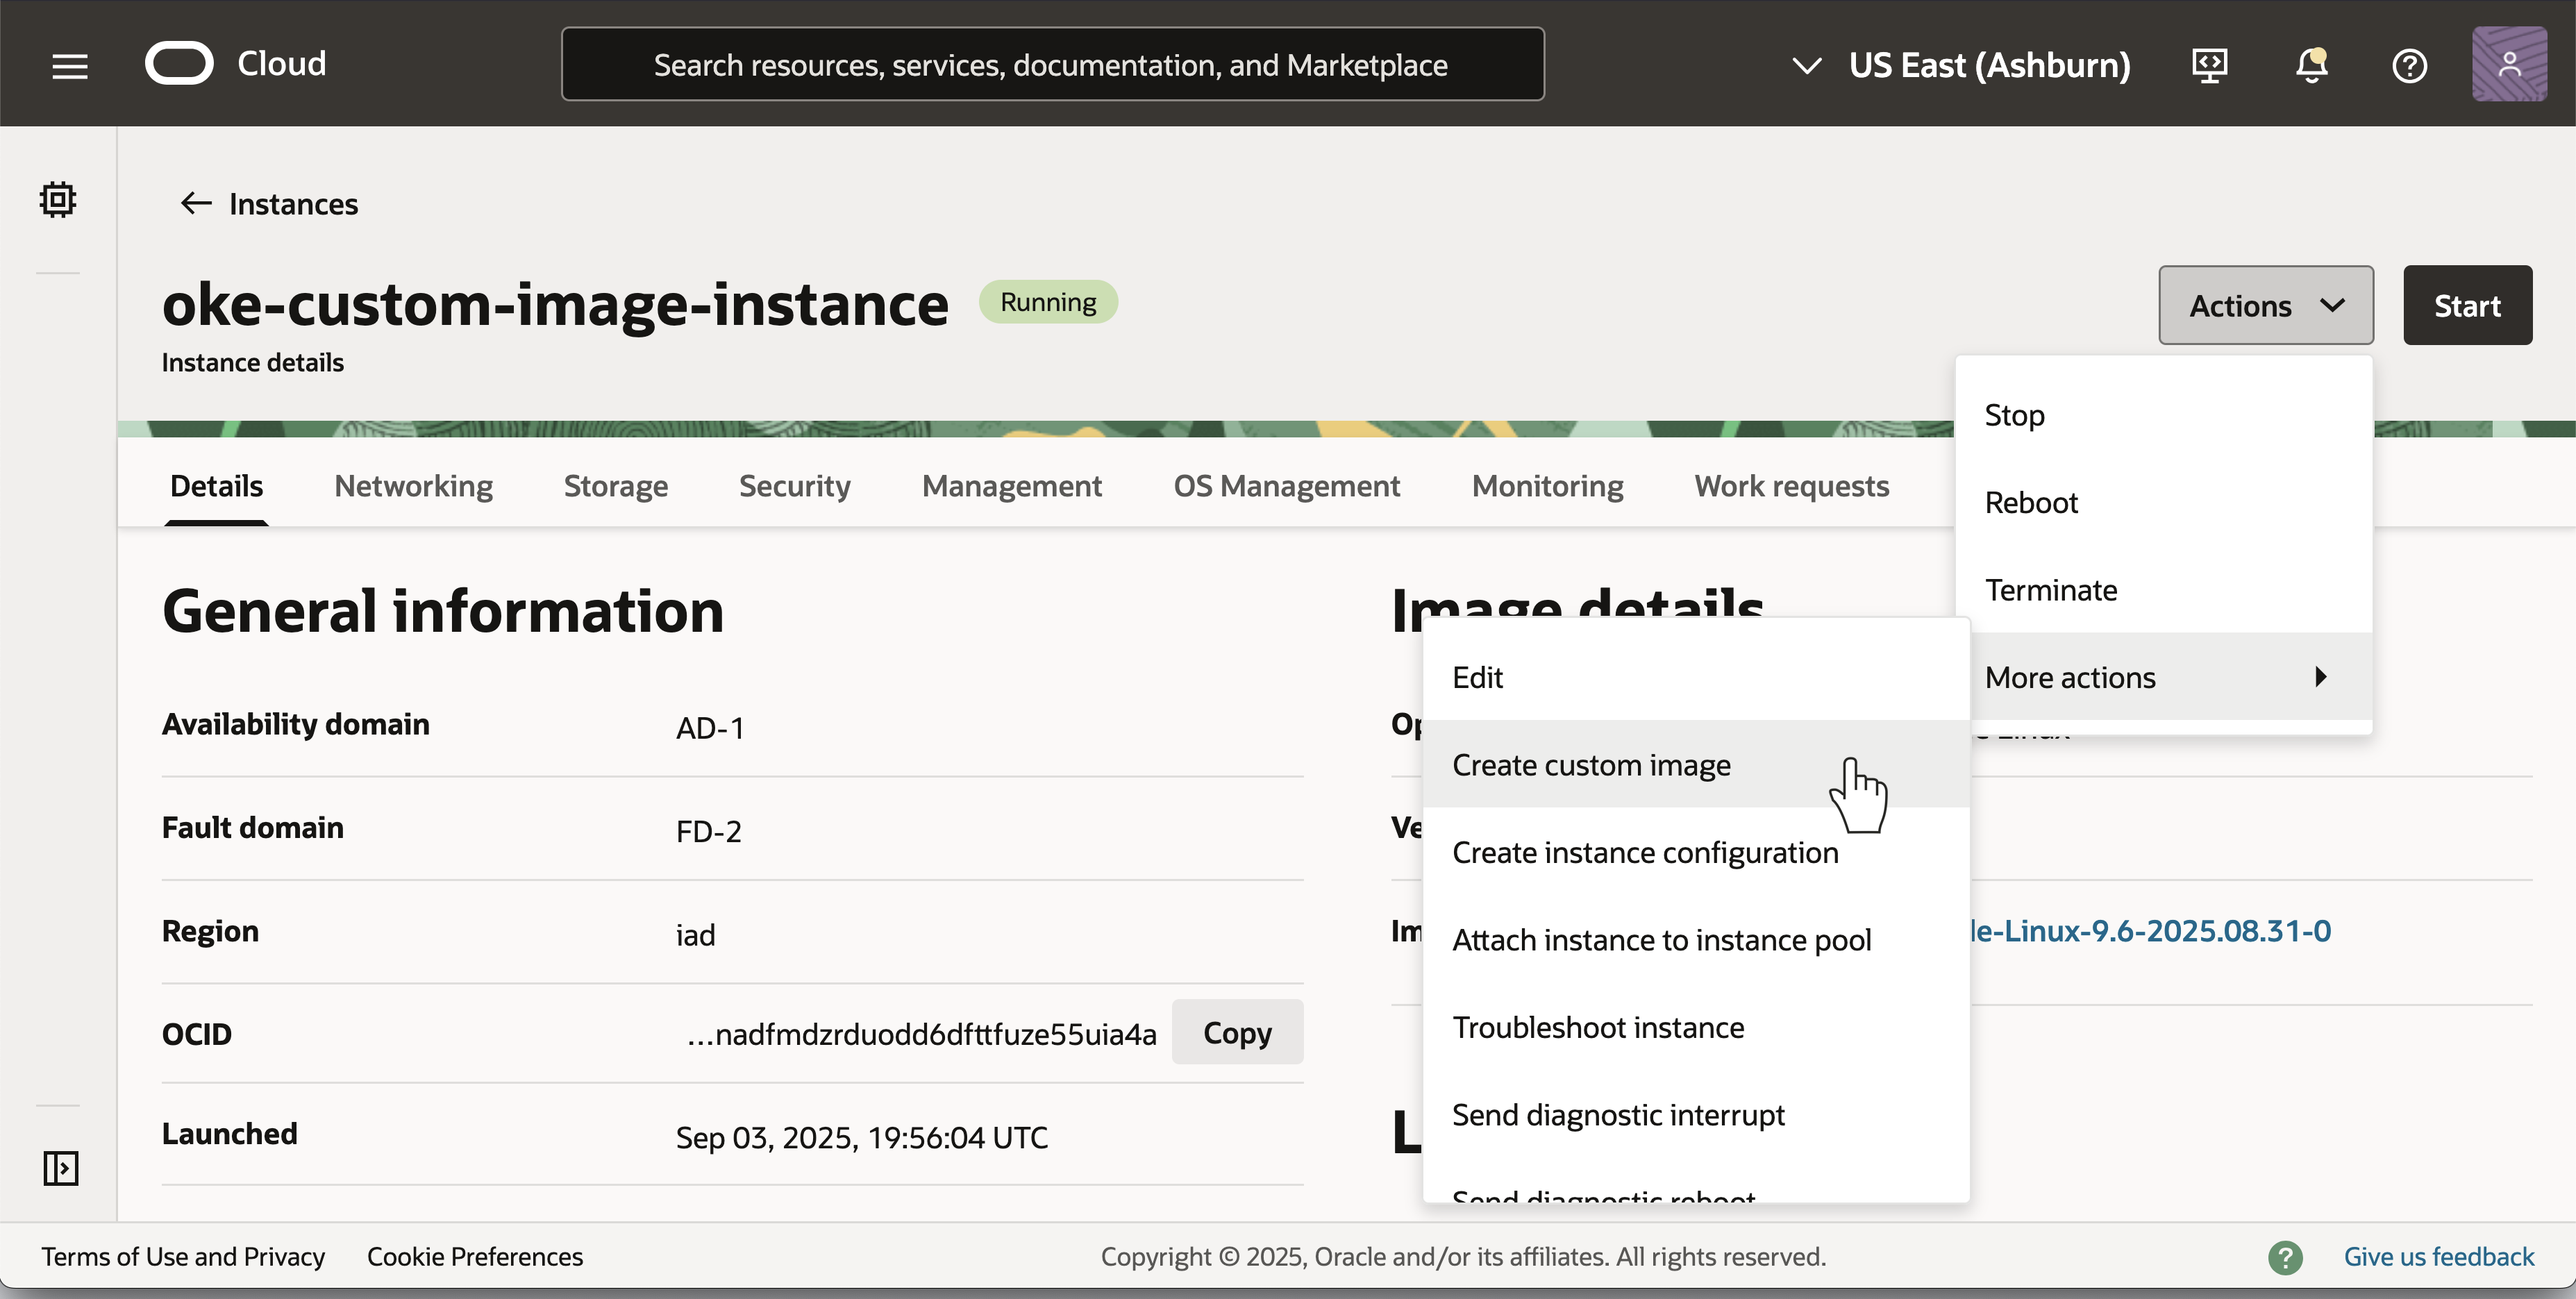 Cloud
Search resources, services, documentation, and Marketplace
US East (Ashburn)
Instances
oke-custom-image-instance
Running
Actions
Start
Instance details
Stop
Reboot
Terminate
More actions
Details
Networking
Storage
Security
Management
OS Management
Monitoring
Work requests
General information
Image details
Availability domain
AD-1
Fault domain
FD-2
Region
iad
OCID
...nadfmdzrduodd6dfttfuze55uia4a
Copy
Launched
Sep 03, 2025, 19:56:04 UTC
Edit
Create custom image
Create instance configuration
Attach instance to instance pool
Troubleshoot instance
Send diagnostic interrupt
Send diagnostic reboot
le-Linux-9.6-2025.08.31-0
Terms of Use and Privacy
Cookie Preferences
Copyright © 2025, Oracle and/or its affiliates. All rights reserved.
?
Give us feedback